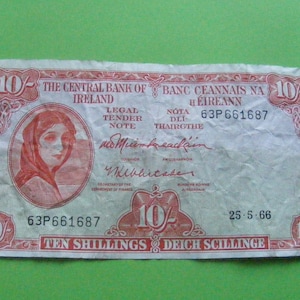 10/- THE CENTRAL BANK OF IRELAND
BANC CEANNAIS NA hÉIREANN 10/-
LEGAL TENDER NOTE
NÓTA DLÍ THAIRGTHE
63P661687
63P661687
10/-
25·5·66
TEN SHILLINGS DEICH SCILLINGE